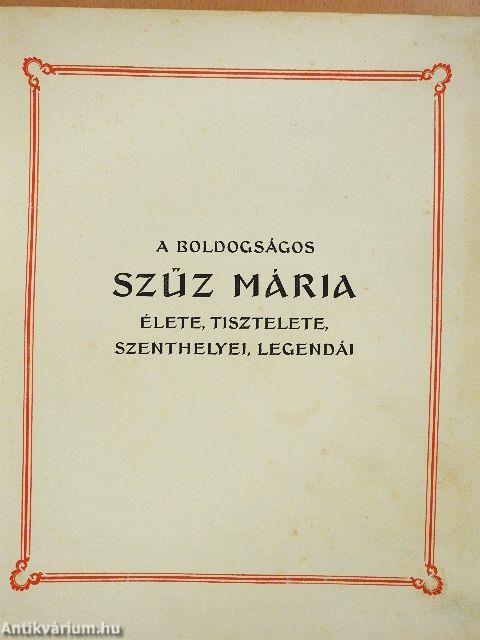 A BOLDOGSÁGOS
SZŰZ MÁRIA
ÉLETE, TISZTELETE,
SZENTHELYEI, LEGENDÁI
Antikvárium.hu